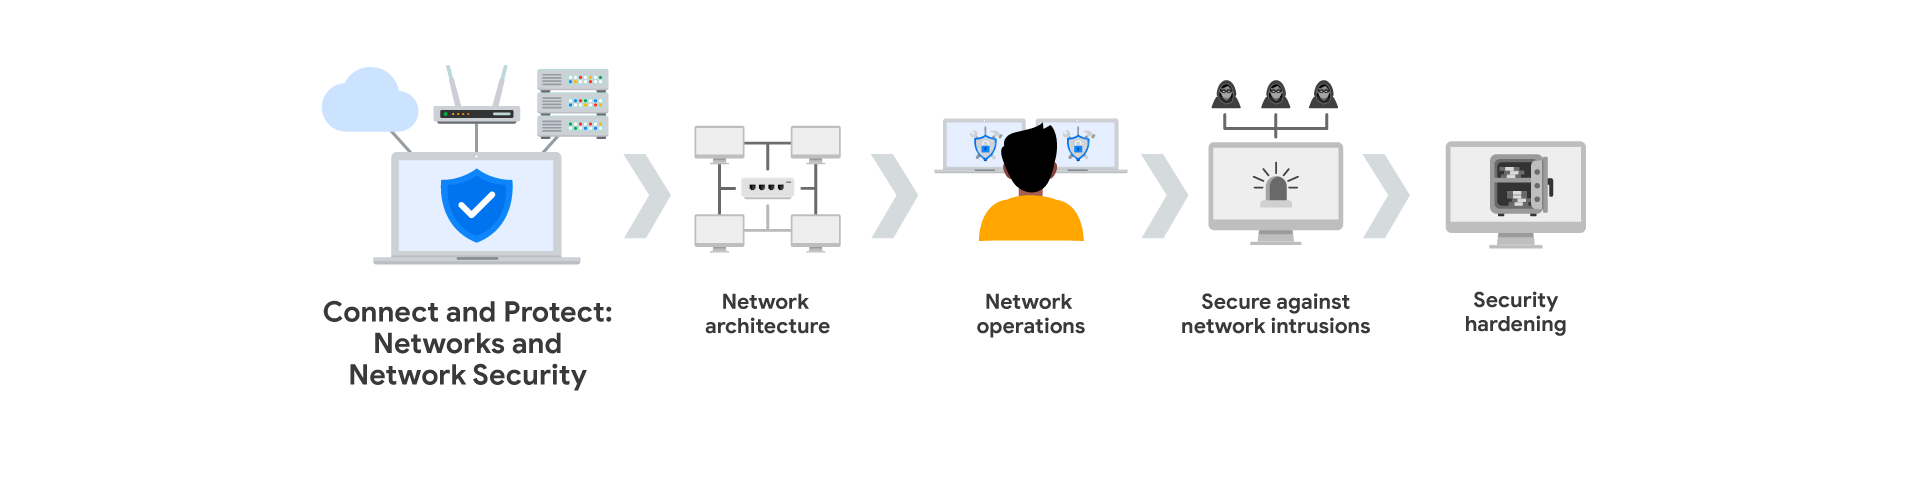 Connect and Protect:
Networks and
Network Security
Network
architecture
Network
operations
Secure against
network intrusions
Security
hardening